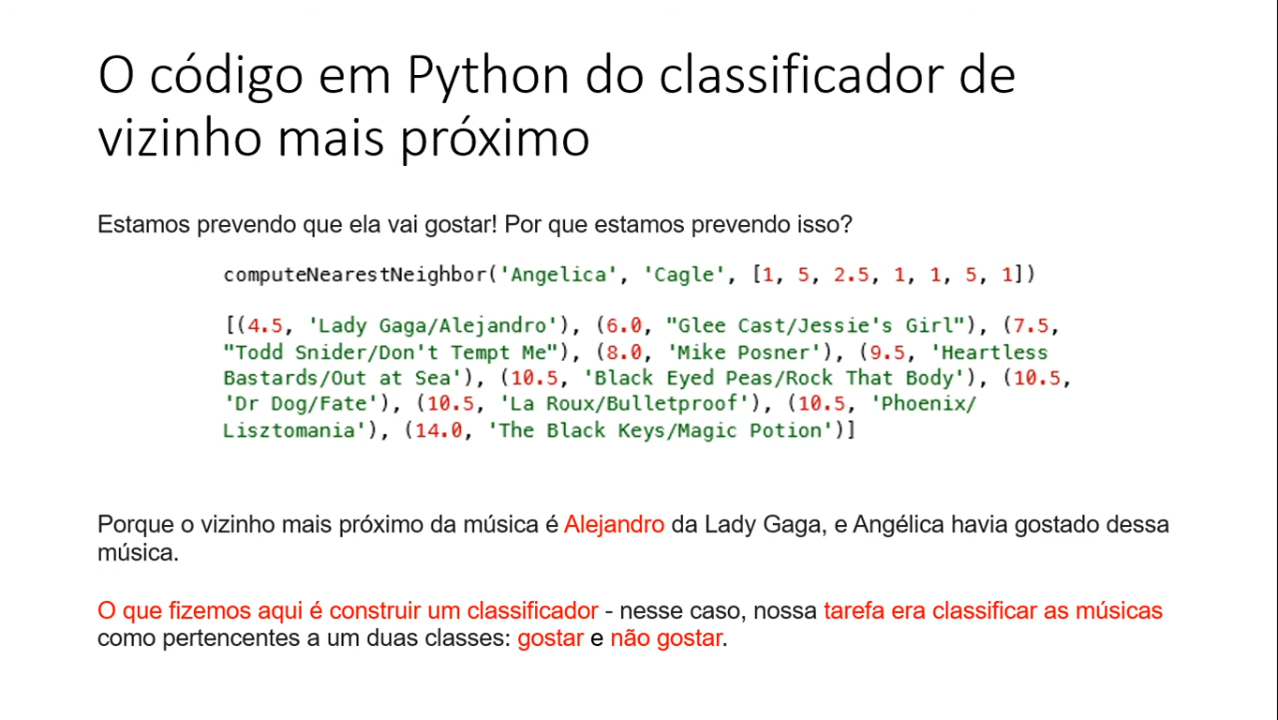 O código em Python do classificador de
vizinho mais próximo
Estamos prevendo que ela vai gostar! Por que estamos prevendo isso?
computeNearestNeighbor('Angelica', 'Cagle', [1, 5, 2.5, 1, 1, 5, 1])
[(4.5, 'Lady Gaga/Alejandro'), (6.0, "Glee Cast/Jessie's Girl"), (7.5,
"Todd Snider/Don't Tempt Me"), (8.0, 'Mike Posner'), (9.5, 'Heartless
Bastards/Out at Sea'), (10.5, 'Black Eyed Peas/Rock That Body'), (10.5,
'Dr Dog/Fate'), (10.5, 'La Roux/Bulletproof'), (10.5, 'Phoenix/
Lisztomania'), (14.0, 'The Black Keys/Magic Potion')]
Porque o vizinho mais próximo da música é Alejandro da Lady Gaga, e Angélica havia gostado dessa
música.
O que fizemos aqui é construir um classificador - nesse caso, nossa tarefa era classificar as músicas
como pertencentes a um duas classes: gostar e não gostar.